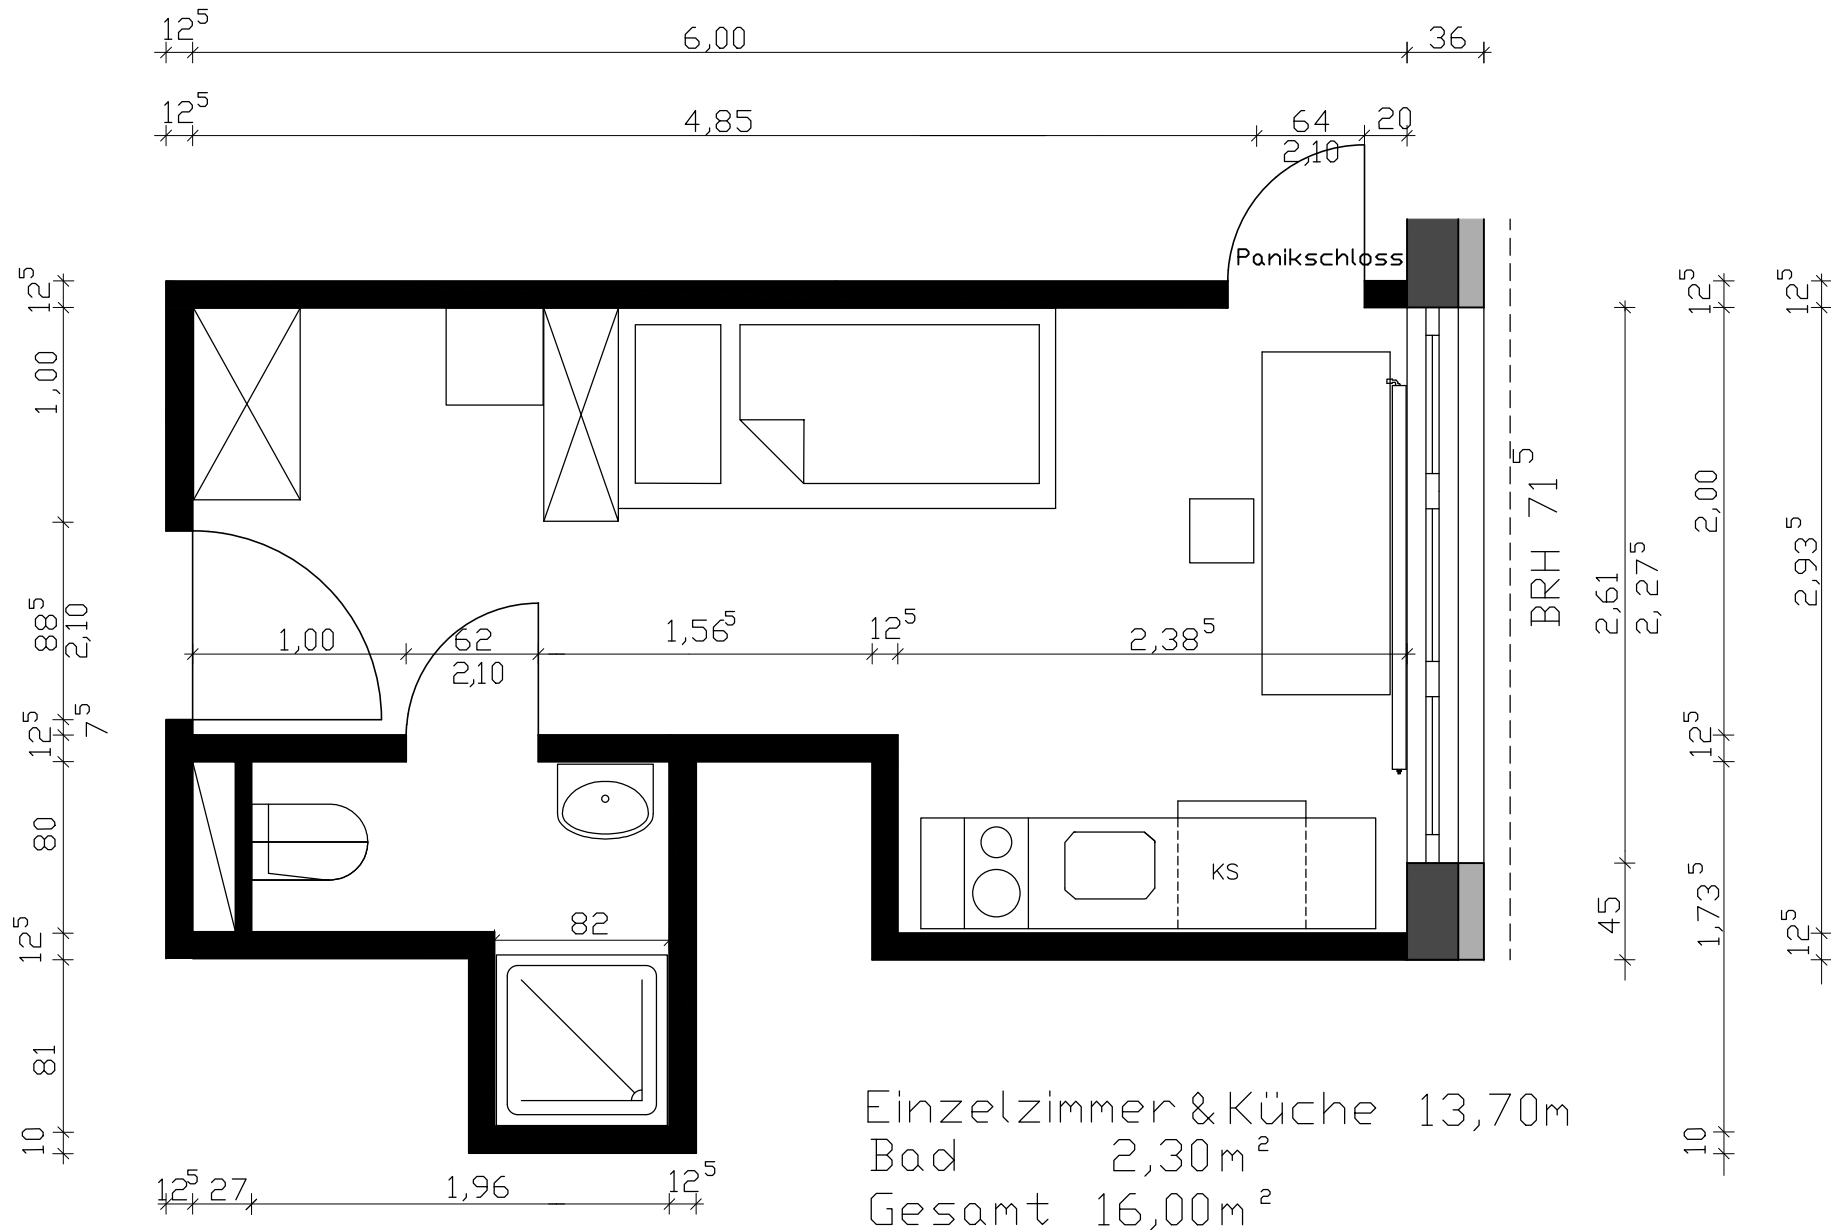 12⁵ 6,00 36
12⁵ 4,85 64 20
2,10
Panikschloss
12⁵
1,00
88⁵
2,10
7⁵
12⁵
80
12⁵
81
10
1,00 62 1,56⁵ 12⁵ 2,38⁵
2,10
82
KS
BRH 71⁵
2,61
2,27⁵
45
12⁵
2,00
12⁵
1,73⁵
10
12⁵
2,93⁵
12⁵
12⁵ 27 1,96 12⁵
Einzelzimmer & Küche 13,70m
Bad 2,30m²
Gesamt 16,00m²